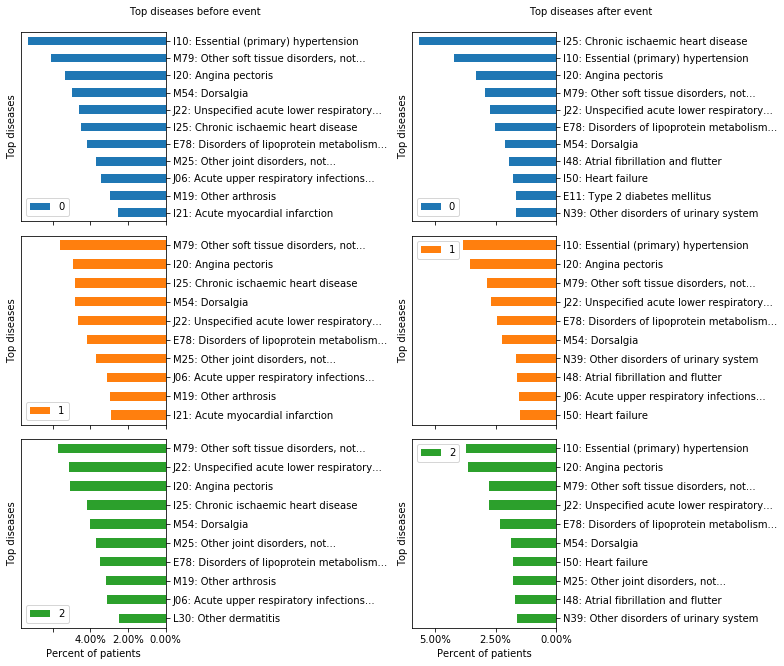 Top diseases before event
Top diseases after event
Top diseases
I10: Essential (primary) hypertension
M79: Other soft tissue disorders, not...
I20: Angina pectoris
M54: Dorsalgia
J22: Unspecified acute lower respiratory...
I25: Chronic ischaemic heart disease
E78: Disorders of lipoprotein metabolism...
M25: Other joint disorders, not...
J06: Acute upper respiratory infections...
M19: Other arthrosis
I21: Acute myocardial infarction
0
Top diseases
I25: Chronic ischaemic heart disease
I10: Essential (primary) hypertension
I20: Angina pectoris
M79: Other soft tissue disorders, not...
J22: Unspecified acute lower respiratory...
E78: Disorders of lipoprotein metabolism...
M54: Dorsalgia
I48: Atrial fibrillation and flutter
I50: Heart failure
E11: Type 2 diabetes mellitus
N39: Other disorders of urinary system
0
Top diseases
M79: Other soft tissue disorders, not...
I20: Angina pectoris
I25: Chronic ischaemic heart disease
M54: Dorsalgia
J22: Unspecified acute lower respiratory...
E78: Disorders of lipoprotein metabolism...
M25: Other joint disorders, not...
J06: Acute upper respiratory infections...
M19: Other arthrosis
I21: Acute myocardial infarction
1
Top diseases
1
I10: Essential (primary) hypertension
I20: Angina pectoris
M79: Other soft tissue disorders, not...
J22: Unspecified acute lower respiratory...
E78: Disorders of lipoprotein metabolism...
M54: Dorsalgia
N39: Other disorders of urinary system
I48: Atrial fibrillation and flutter
J06: Acute upper respiratory infections...
I50: Heart failure
Top diseases
M79: Other soft tissue disorders, not...
J22: Unspecified acute lower respiratory...
I20: Angina pectoris
I25: Chronic ischaemic heart disease
M54: Dorsalgia
M25: Other joint disorders, not...
E78: Disorders of lipoprotein metabolism...
M19: Other arthrosis
J06: Acute upper respiratory infections...
L30: Other dermatitis
2
4.00% 2.00% 0.00%
Percent of patients
Top diseases
2
I10: Essential (primary) hypertension
I20: Angina pectoris
M79: Other soft tissue disorders, not...
J22: Unspecified acute lower respiratory...
E78: Disorders of lipoprotein metabolism...
M54: Dorsalgia
I50: Heart failure
M25: Other joint disorders, not...
I48: Atrial fibrillation and flutter
N39: Other disorders of urinary system
5.00% 2.50% 0.00%
Percent of patients